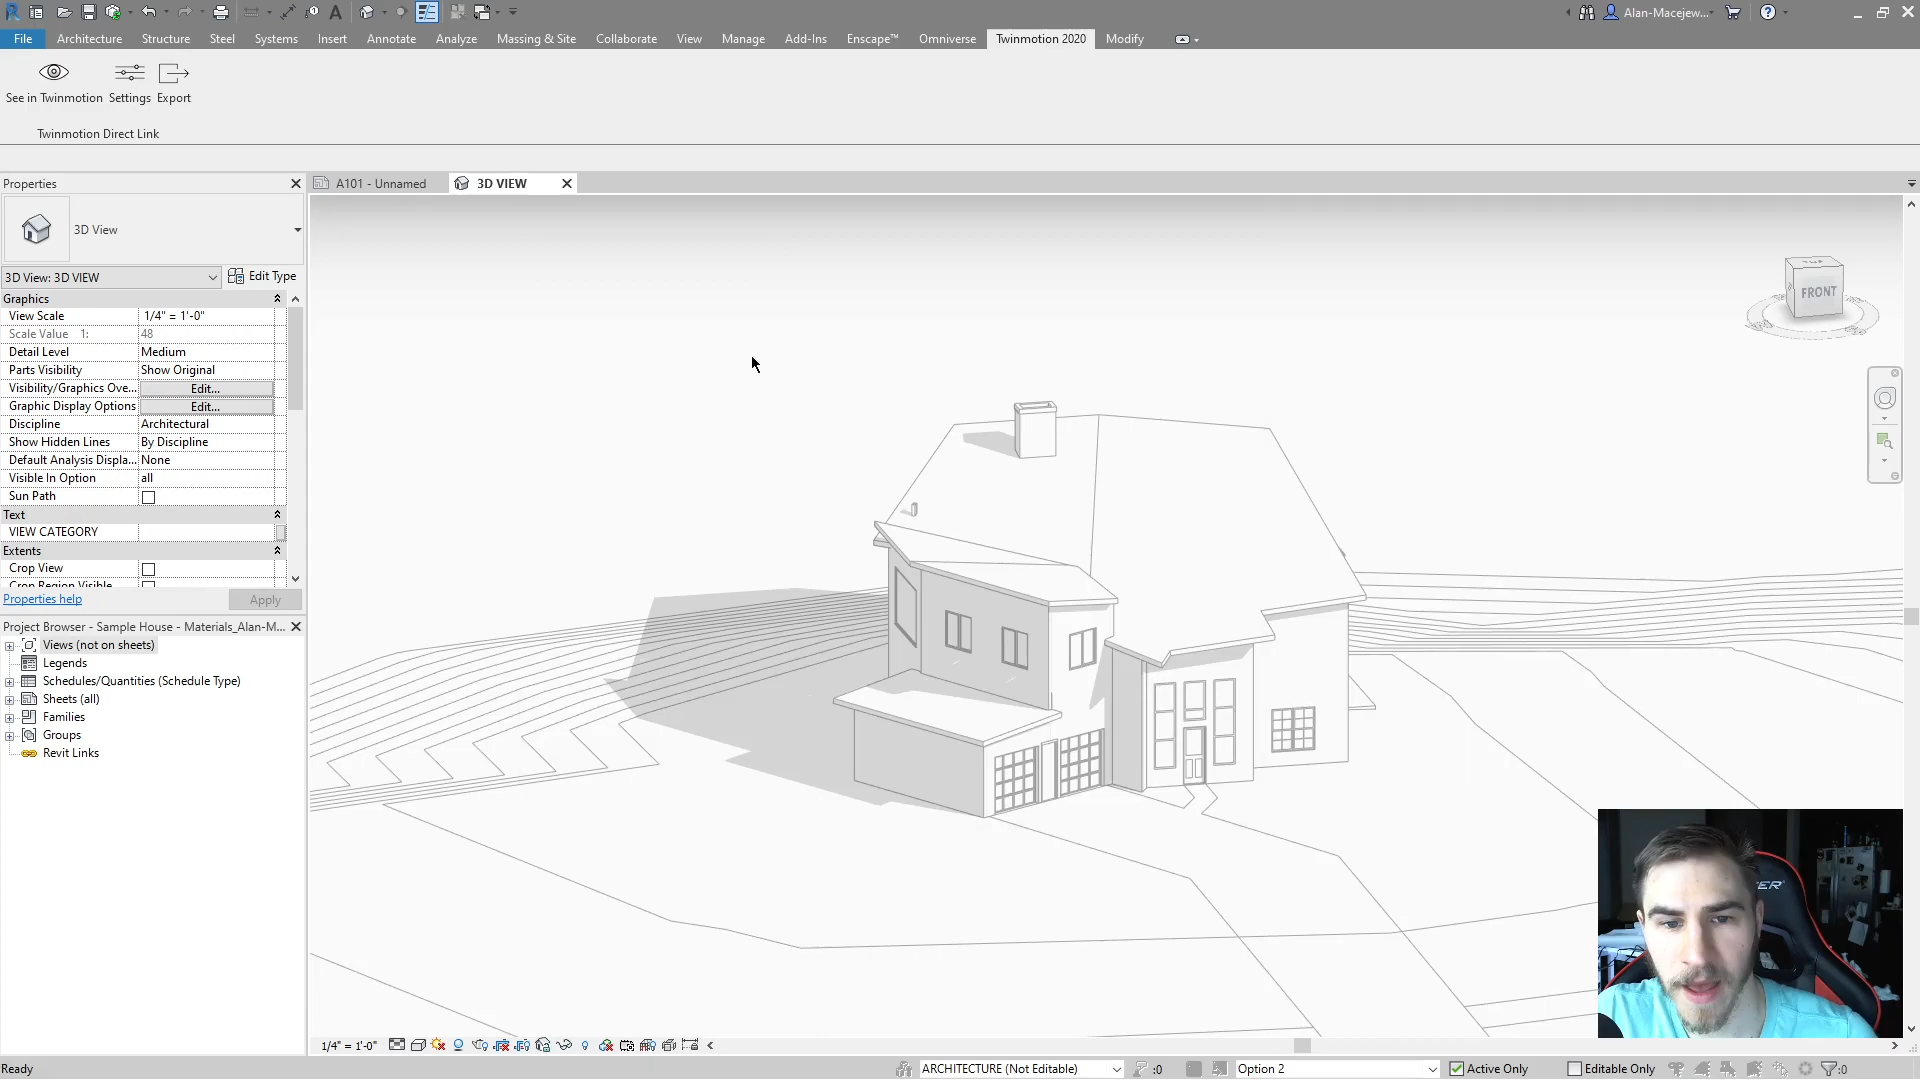 Alan-Macejew...
File Architecture Structure Steel Systems Insert Annotate Analyze Massing & Site Collaborate View Manage Add-Ins Enscape™ Omniverse Twinmotion 2020 Modify
See in Twinmotion Settings Export
Twinmotion Direct Link
Properties
A101 - Unnamed
3D VIEW
3D View
3D View: 3D VIEW
Edit Type
Graphics
View Scale 1/4" = 1'-0"
Scale Value 1: 48
Detail Level Medium
Parts Visibility Show Original
Visibility/Graphics Ove... Edit...
Graphic Display Options Edit...
Discipline Architectural
Show Hidden Lines By Discipline
Default Analysis Displa... None
Visible In Option all
Sun Path
Text
VIEW CATEGORY
Extents
Crop View
Crop Region Visible
Properties help
Apply
Project Browser - Sample House - Materials_Alan-M...
Views (not on sheets)
Legends
Schedules/Quantities (Schedule Type)
Sheets (all)
Families
Groups
Revit Links
FRONT
1/4" = 1'-0"
Ready
ARCHITECTURE (Not Editable)
:0
Option 2
Active Only
Editable Only
:0